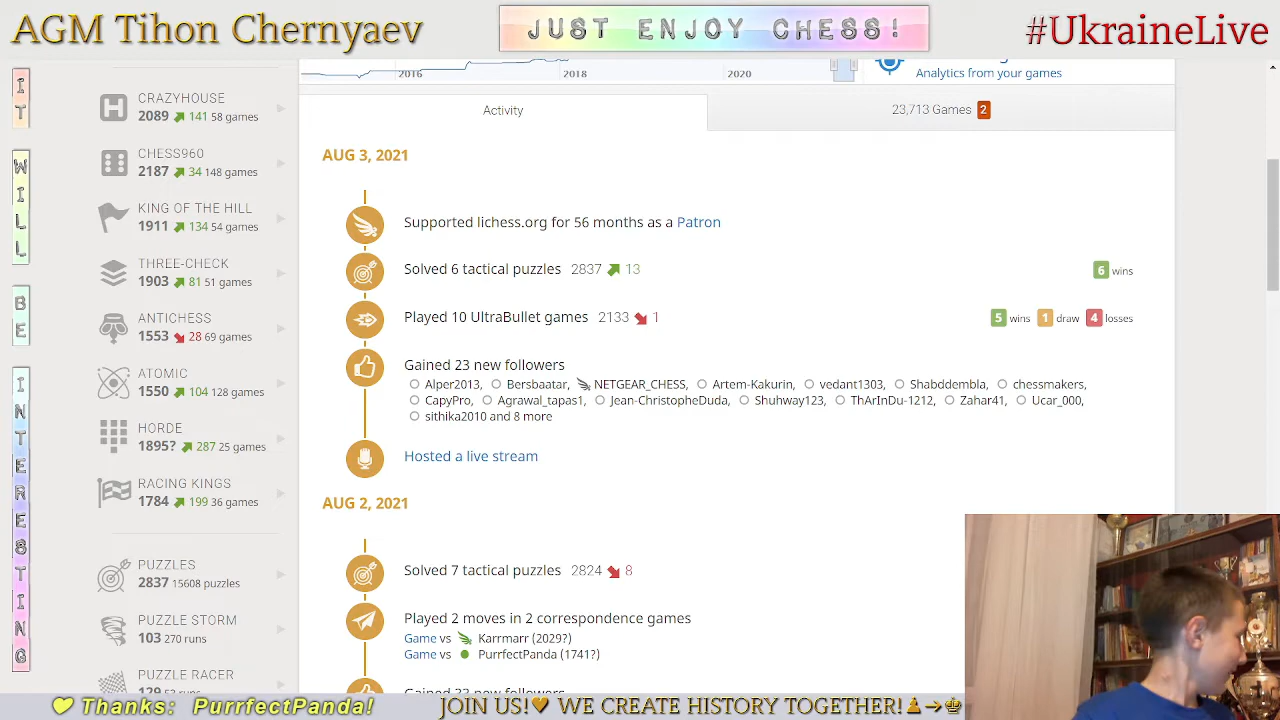 AGM Tihon Chernyaev
JUST ENJOY CHESS!
#UkraineLive
IT
WILL
BE
INTERESTING
CRAZYHOUSE
2089 141 58 games
CHESS960
2187 34 148 games
KING OF THE HILL
1911 134 54 games
THREE-CHECK
1903 81 51 games
ANTICHESS
1553 28 69 games
ATOMIC
1550 104 128 games
HORDE
1895? 287 25 games
RACING KINGS
1784 199 36 games
PUZZLES
2837 15608 puzzles
PUZZLE STORM
103 270 runs
PUZZLE RACER
2016 2018 2020
Analytics from your games
Activity
23,713 Games 2
AUG 3, 2021
Supported lichess.org for 56 months as a Patron
Solved 6 tactical puzzles 2837 13 6 wins
Played 10 UltraBullet games 2133 1 5 wins 1 draw 4 losses
Gained 23 new followers
Alper2013, Bersbaatar, NETGEAR_CHESS, Artem-Kakurin, vedant1303, Shabddembla, chessmakers,
CapyPro, Agrawal_tapas1, Jean-ChristopheDuda, Shuhway123, ThArInDu-1212, Zahar41, Ucar_000,
sithika2010 and 8 more
Hosted a live stream
AUG 2, 2021
Solved 7 tactical puzzles 2824 8
Played 2 moves in 2 correspondence games
Game vs Karrmarr (2029?)
Game vs PurrfectPanda (1741?)
Thanks: PurrfectPanda!
JOIN US! WE CREATE HISTORY TOGETHER!